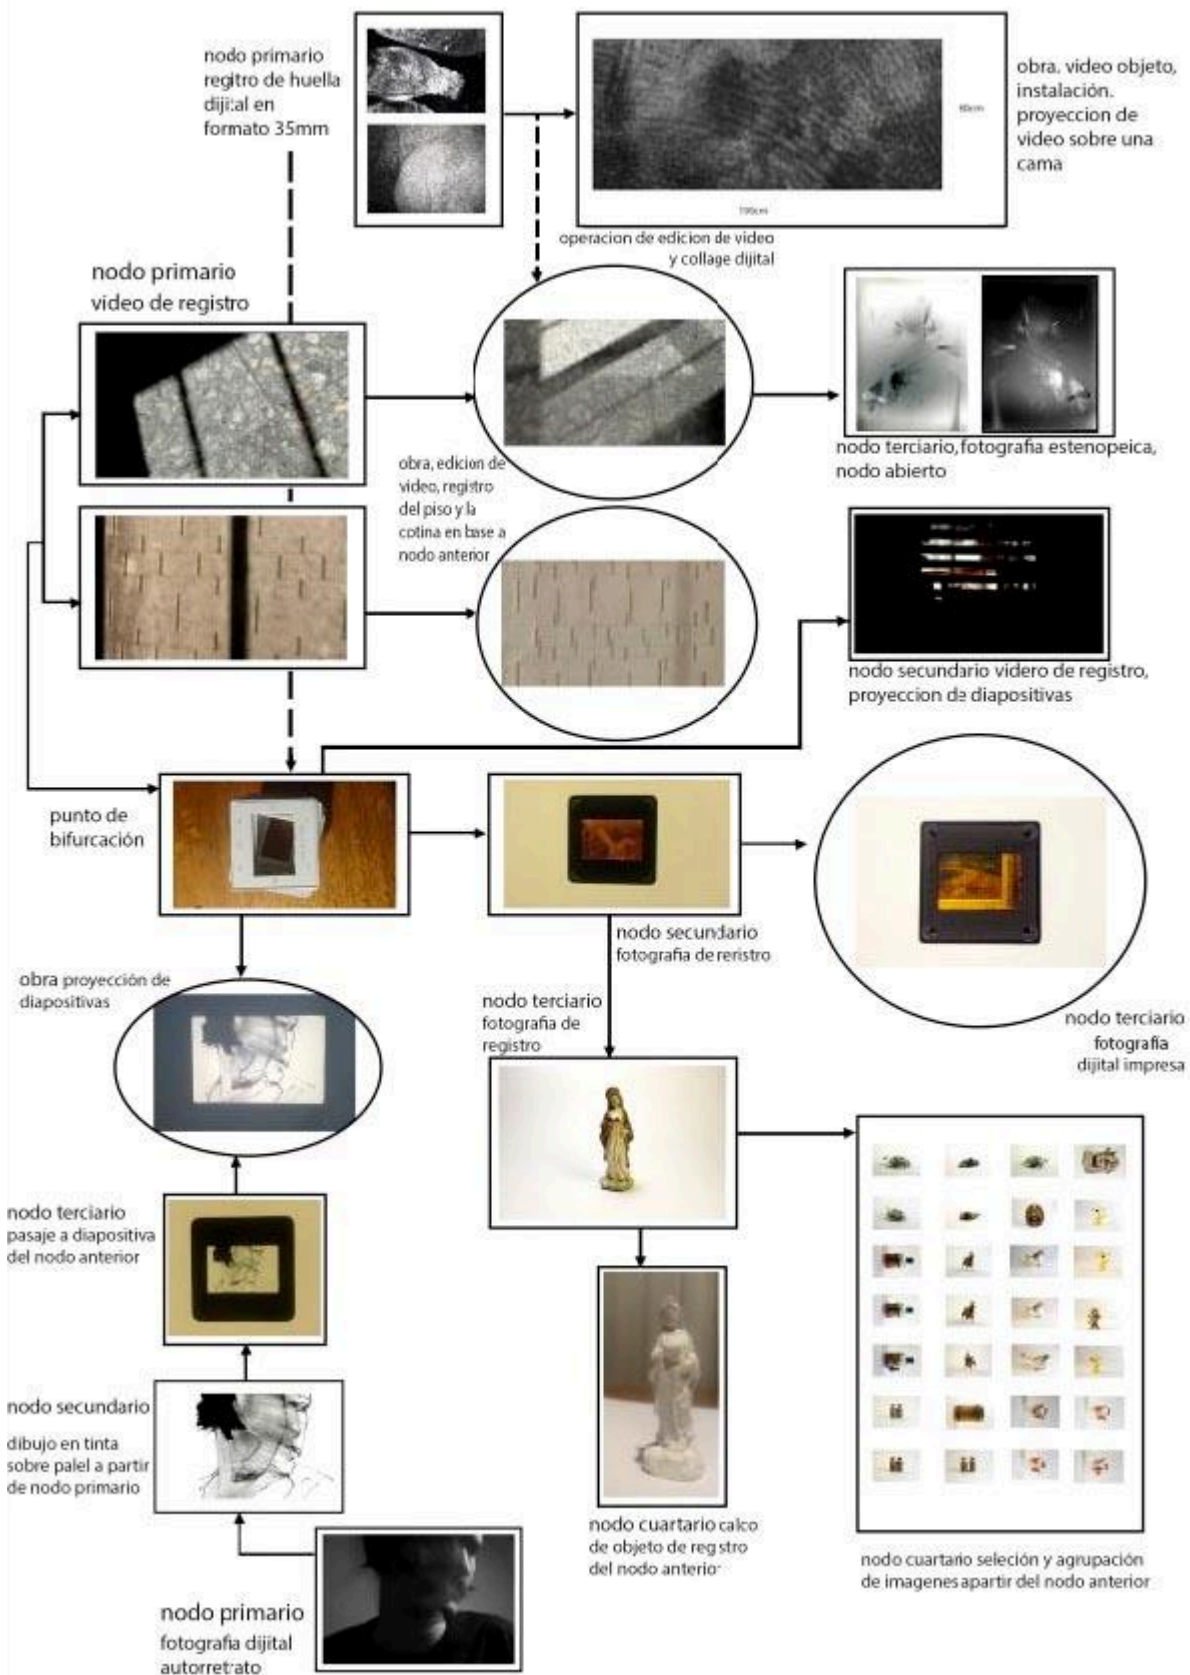 nodo primario
regitro de huella
dijital en
formato 35mm
obra, video objeto,
instalación.
proyeccion de
video sobre una
cama
operacion de edicion de video
y collage dijital
nodo primario
video de registro
obra, edicion de
video, registro
del piso y la
cotina en base a
nodo anterior
nodo terciario, fotografia estenopeica,
nodo abierto
nodo secundario videro de registro,
proyeccion de diapositivas
punto de
bifurcación
nodo secundario
fotografia de reristro
obra proyección de
diapositivas
nodo terciario
fotografia de
registro
nodo terciario
fotografía
dijital impresa
nodo terciario
pasaje a diapositiva
del nodo anterior
nodo secundario
dibujo en tinta
sobre palel a partir
de nodo primario
nodo cuartario calco
de objeto de registro
del nodo anterior
nodo cuartario seleción y agrupación
de imagenes apartir del nodo anterior
nodo primario
fotografia dijital
autorretrato